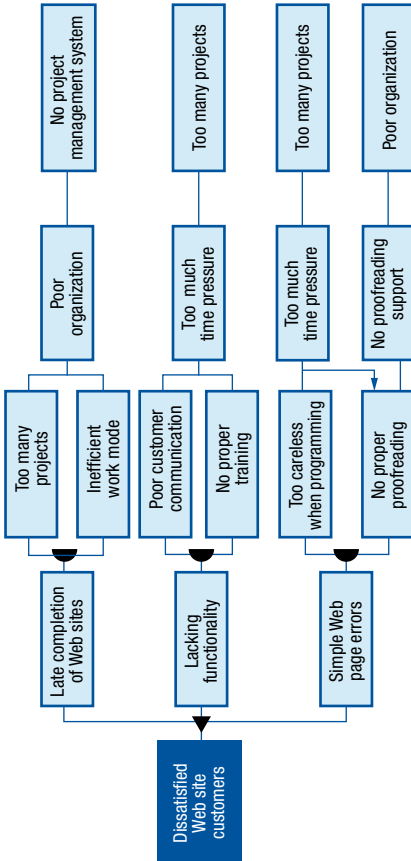 Dissatisfied
Web site
customers
Late completion
of Web sites
Too many
projects
Inefficient
work mode
Poor
organization
No project
management system
Lacking
functionality
Poor customer
communication
No proper
training
Too much
time pressure
Too many projects
Simple Web
page errors
Too careless
when programming
No proper
proofreading
Too much
time pressure
Too many projects
No proofreading
support
Poor organization